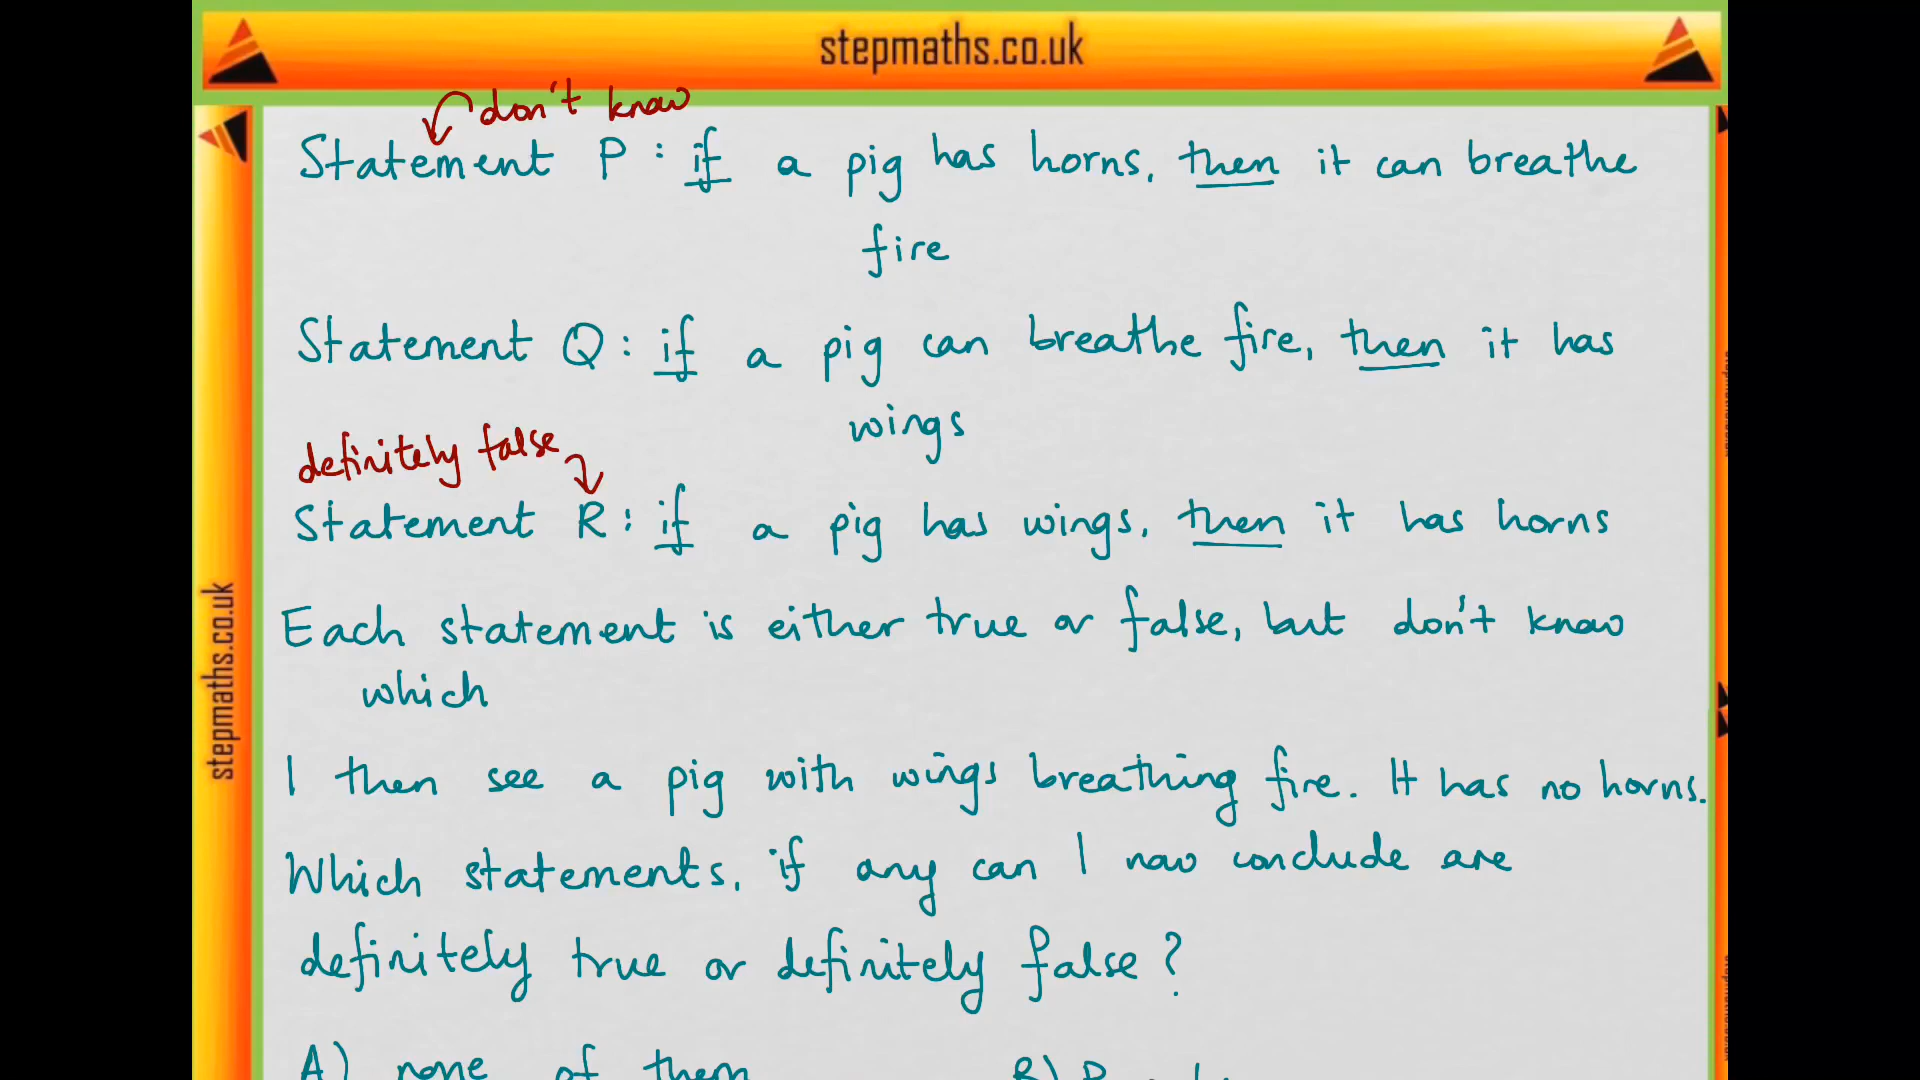 stepmaths.co.uk
don't know
Statement P: if a pig has horns, then it can breathe
fire
Statement Q: if a pig can breathe fire, then it has
wings
definitely false
Statement R: if a pig has wings, then it has horns
Each statement is either true or false, but don't know
which
stepmaths.co.uk
I then see a pig with wings breathing fire. It has no horns.
Which statements, if any can I now conclude are
definitely true or definitely false?
A) none of them
B)